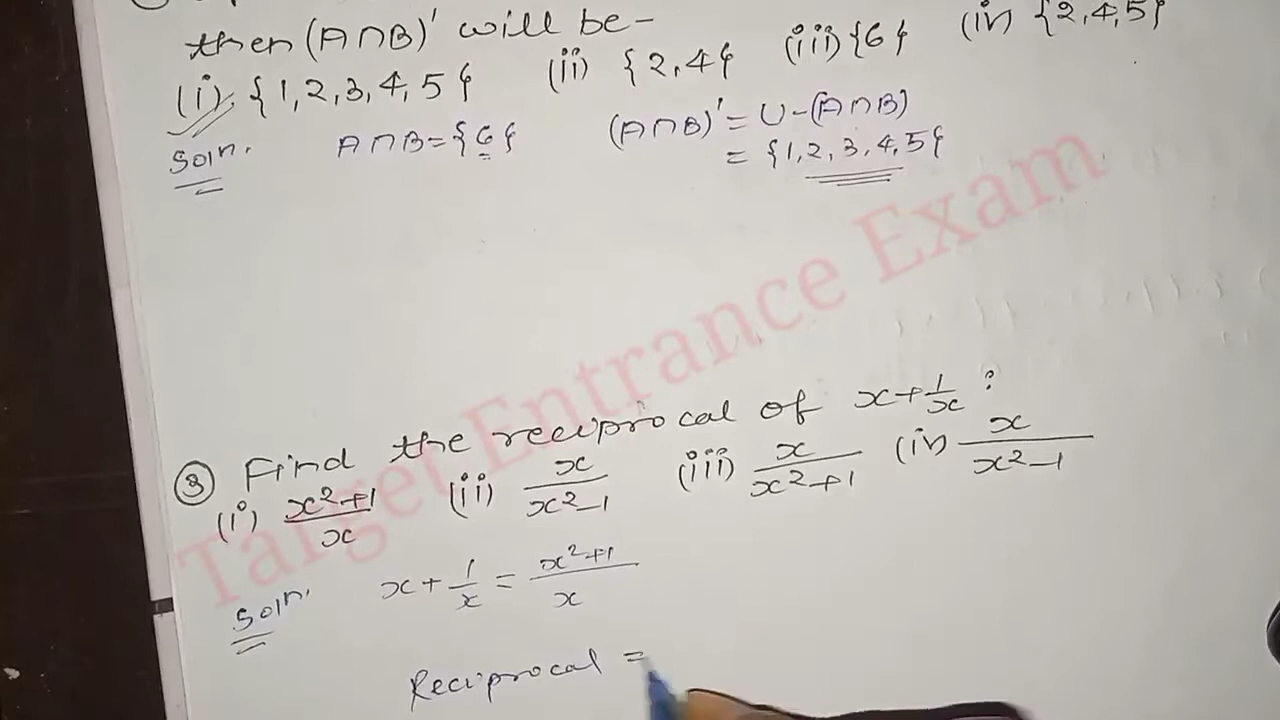 then (A∩B)' will be-
(i) {1,2,3,4,5} (ii) {2,4} (iii) {6} (iv) {2,4,5}
Soln. A∩B={6} (A∩B)' = U-(A∩B)
= {1,2,3,4,5}
Target Entrance Exam
③ Find the reciprocal of x+1/x :
(i) x²+1/x (ii) x/x²-1 (iii) x/x²+1 (iv) x/x²-1
Soln. x+1/x = x²+1/x
Reciprocal =